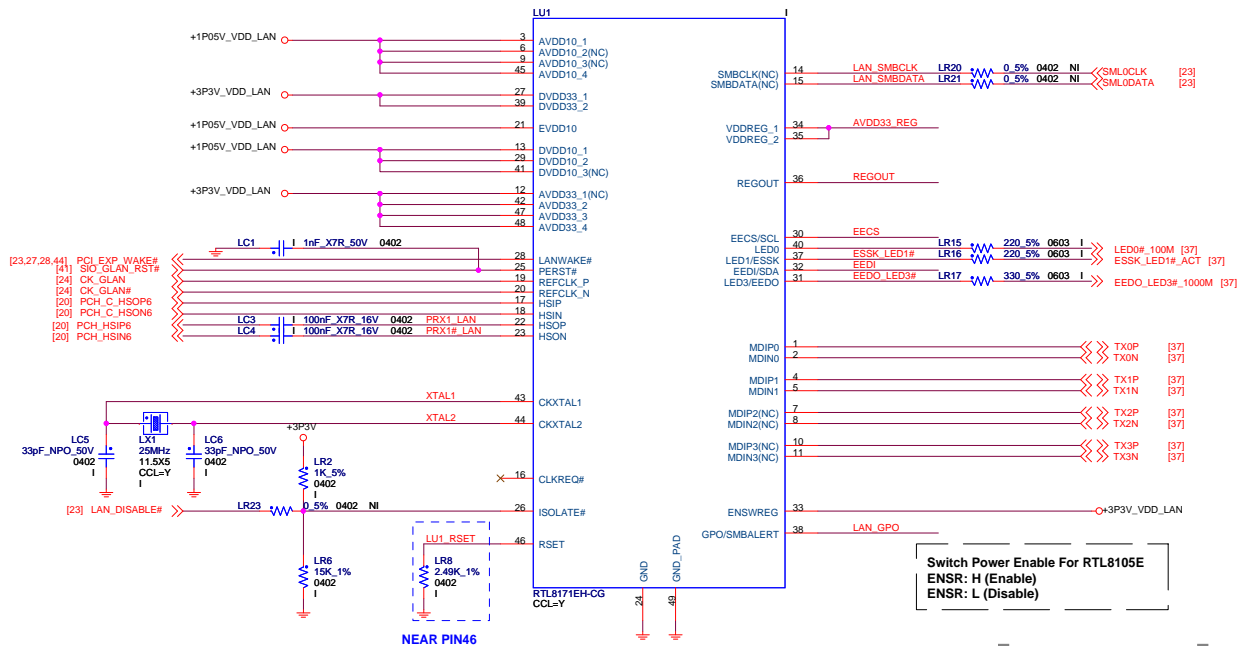 LU1
I
+1P05V_VDD_LAN
3 AVDD10_1
6 AVDD10_2(NC)
9 AVDD10_3(NC)
45 AVDD10_4
+3P3V_VDD_LAN
27 DVDD33_1
39 DVDD33_2
+1P05V_VDD_LAN
21 EVDD10
+1P05V_VDD_LAN
13 DVDD10_1
29 DVDD10_2
41 DVDD10_3(NC)
+3P3V_VDD_LAN
12 AVDD33_1(NC)
42 AVDD33_2
47 AVDD33_3
48 AVDD33_4
LC1 I 1nF_X7R_50V 0402
[23,27,28,44] PCI_EXP_WAKE# 28 LANWAKE#
[41] SIO_GLAN_RST# 25 PERST#
[24] CK_GLAN 19 REFCLK_P
[24] CK_GLAN# 20 REFCLK_N
[20] PCH_C_HSOP6 17 HSIP
[20] PCH_C_HSON6 18 HSIN
[20] PCH_HSIP6 LC3 I 100nF_X7R_16V 0402 PRX1_LAN 22 HSOP
[20] PCH_HSIN6 LC4 I 100nF_X7R_16V 0402 PRX1#_LAN 23 HSON
XTAL1 43 CKXTAL1
XTAL2 44 CKXTAL2
LC5
33pF_NPO_50V
0402
I
LX1
25MHz
11.5X5
CCL=Y
I
LC6
33pF_NPO_50V
0402
I
+3P3V
LR2
1K_5%
0402
I
16 CLKREQ#
[23] LAN_DISABLE# LR23 0_5% 0402 NI 26 ISOLATE#
LU1_RSET 46 RSET
LR6
15K_1%
0402
I
LR8
2.49K_1%
0402
I
NEAR PIN46
SMBCLK(NC) 14 LAN_SMBCLK LR20 0_5% 0402 NI SML0CLK [23]
SMBDATA(NC) 15 LAN_SMBDATA LR21 0_5% 0402 NI SML0DATA [23]
VDDREG_1 34 AVDD33_REG
VDDREG_2 35
REGOUT 36 REGOUT
EECS/SCL 30 EECS
LED0 40 LR15 220_5% 0603 I LED0#_100M [37]
LED1/ESSK 37 ESSK_LED1# LR16 220_5% 0603 I ESSK_LED1#_ACT [37]
EEDI/SDA 32 EEDI
LED3/EEDO 31 EEDO_LED3# LR17 330_5% 0603 I EEDO_LED3#_1000M [37]
MDIP0 1 TX0P [37]
MDIN0 2 TX0N [37]
MDIP1 4 TX1P [37]
MDIN1 5 TX1N [37]
MDIP2(NC) 7 TX2P [37]
MDIN2(NC) 8 TX2N [37]
MDIP3(NC) 10 TX3P [37]
MDIN3(NC) 11 TX3N [37]
ENSWREG 33 +3P3V_VDD_LAN
GPO/SMBALERT 38 LAN_GPO
GND
24
GND_PAD
49
RTL8171EH-CG
CCL=Y
Switch Power Enable For RTL8105E
ENSR: H (Enable)
ENSR: L (Disable)